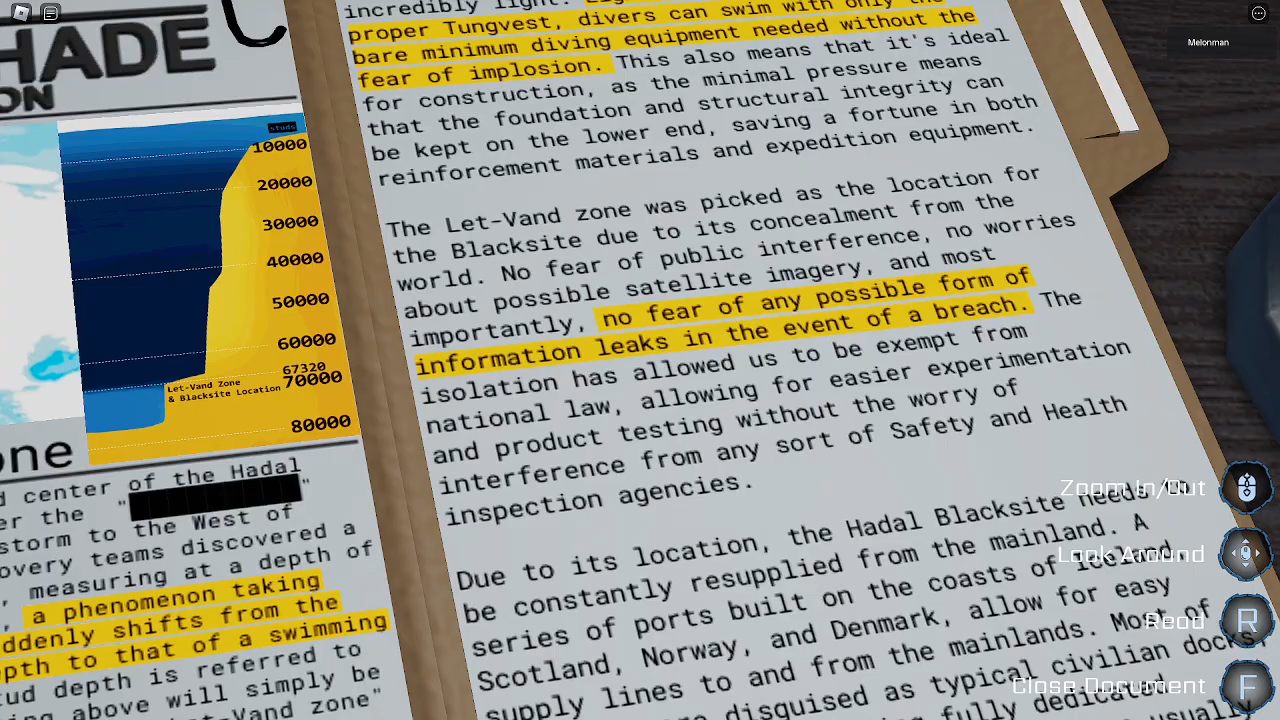 HADE
ON
studs
10000
20000
30000
40000
50000
60000
67320
Let-Vand Zone
& Blacksite Location
70000
80000
one
center of the Hadal
the "
storm to the West of
teams discovered a
measuring at a depth of
a phenomenon taking
shifts from the
to that of a swimming
depth is referred to
above will simply be
zone"
incredibly light.
proper Tungvest, divers can swim with only the
bare minimum diving equipment needed without the
fear of implosion. This also means that it's ideal
for construction, as the minimal pressure means
that the foundation and structural integrity can
be kept on the lower end, saving a fortune in both
reinforcement materials and expedition equipment.
The Let-Vand zone was picked as the location for
the Blacksite due to its concealment from the
world. No fear of public interference, no worries
about possible satellite imagery, and most
importantly, no fear of any possible form of
information leaks in the event of a breach. The
isolation has allowed us to be exempt from
national law, allowing for easier experimentation
and product testing without the worry of
interference from any sort of Safety and Health
inspection agencies.
Due to its location, the Hadal Blacksite needs to
be constantly resupplied from the mainland. A
series of ports built on the coasts of Iceland
Scotland, Norway, and Denmark, allow for easy
supply lines to and from the mainlands. Most of
disguised as typical civilian docks
fully dedicated
usually
Melonman
Zoom In/Out
Look Around
Read
R
Close Document
F